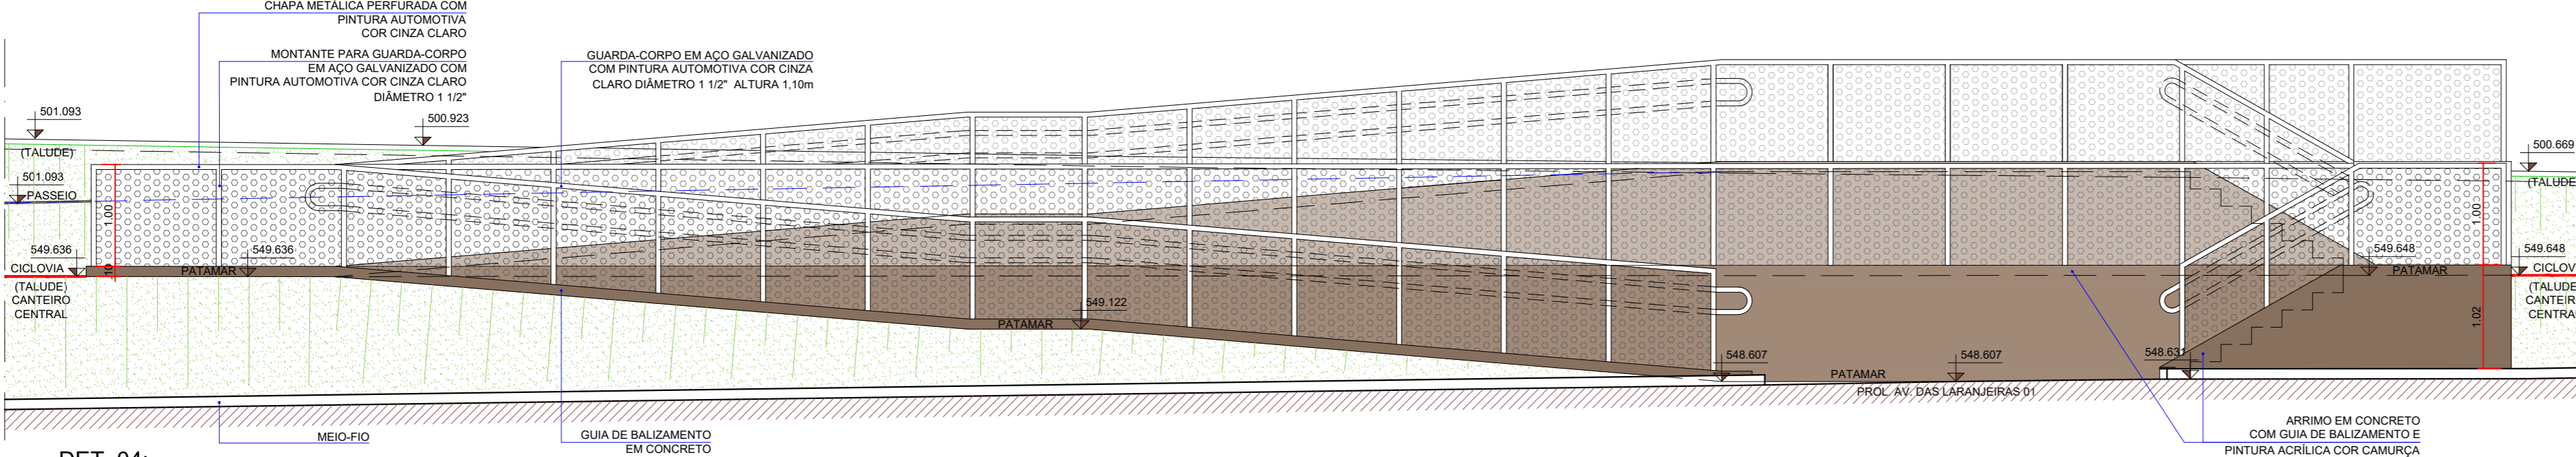 CHAPA METÁLICA PERFURADA COM
PINTURA AUTOMOTIVA
COR CINZA CLARO
MONTANTE PARA GUARDA-CORPO
EM AÇO GALVANIZADO COM
PINTURA AUTOMOTIVA COR CINZA CLARO
DIÂMETRO 1 1/2"
GUARDA-CORPO EM AÇO GALVANIZADO
COM PINTURA AUTOMOTIVA COR CINZA
CLARO DIÂMETRO 1 1/2" ALTURA 1,10m
501.093
500.923
(TALUDE)
501.093
PASSEIO
1.00
549.636
549.636
CICLOVIA
.10
PATAMAR
(TALUDE)
CANTEIRO
CENTRAL
549.122
PATAMAR
500.669
(TALUDE
1.00
549.648
549.648
PATAMAR
CICLOV
(TALUDE
CANTEIR
CENTRA
1.02
548.607
548.607
548.631
PATAMAR
PROL. AV. DAS LARANJEIRAS 01
MEIO-FIO
GUIA DE BALIZAMENTO
EM CONCRETO
ARRIMO EM CONCRETO
COM GUIA DE BALIZAMENTO E
PINTURA ACRÍLICA COR CAMURÇA
DET. 04: